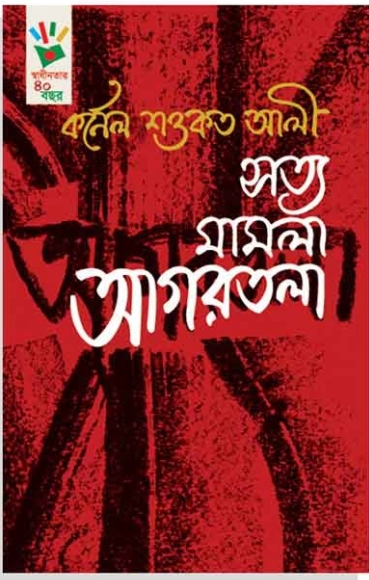 স্বাধীনতার
৪০
বছর
কর্নেল শওকত আলী
সত্য
মামলা
আগরতলা